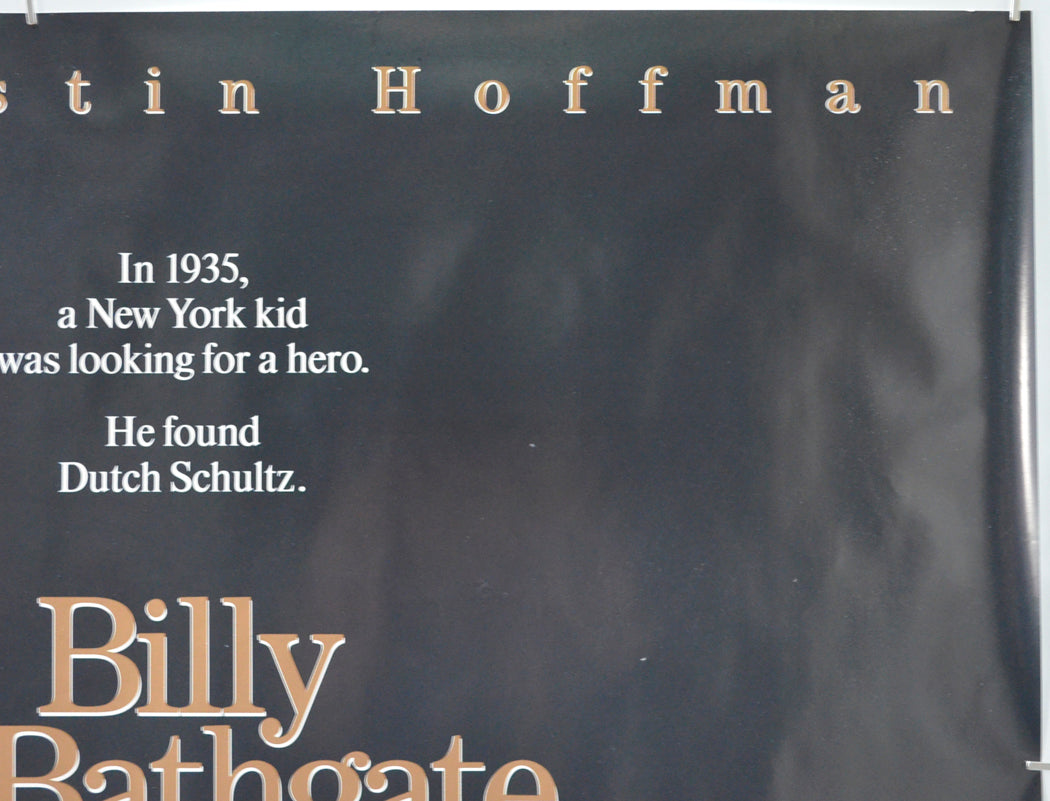 stin Hoffman
In 1935,
a New York kid
was looking for a hero.
He found
Dutch Schultz.
Billy
Bathgate